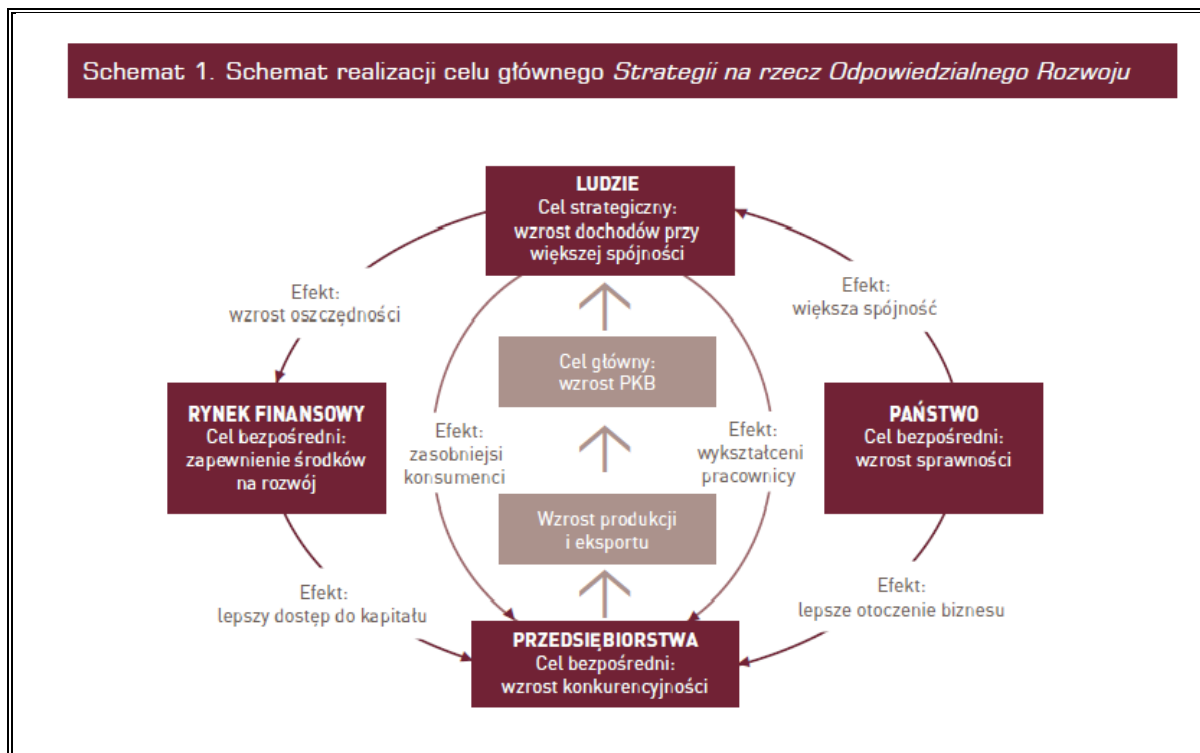 Schemat 1. Schemat realizacji celu głównego Strategii na rzecz Odpowiedzialnego Rozwoju
LUDZIE
Cel strategiczny:
wzrost dochodów przy
większej spójności
Efekt:
wzrost oszczędności
Efekt:
większa spójność
Cel główny:
wzrost PKB
RYNEK FINANSOWY
Cel bezpośredni:
zapewnienie środków
na rozwój
Efekt:
zasobniejsi
konsumenci
Efekt:
wykształceni
pracownicy
PAŃSTWO
Cel bezpośredni:
wzrost sprawności
Wzrost produkcji
i eksportu
Efekt:
lepszy dostęp do kapitału
Efekt:
lepsze otoczenie biznesu
PRZEDSIĘBIORSTWA
Cel bezpośredni:
wzrost konkurencyjności